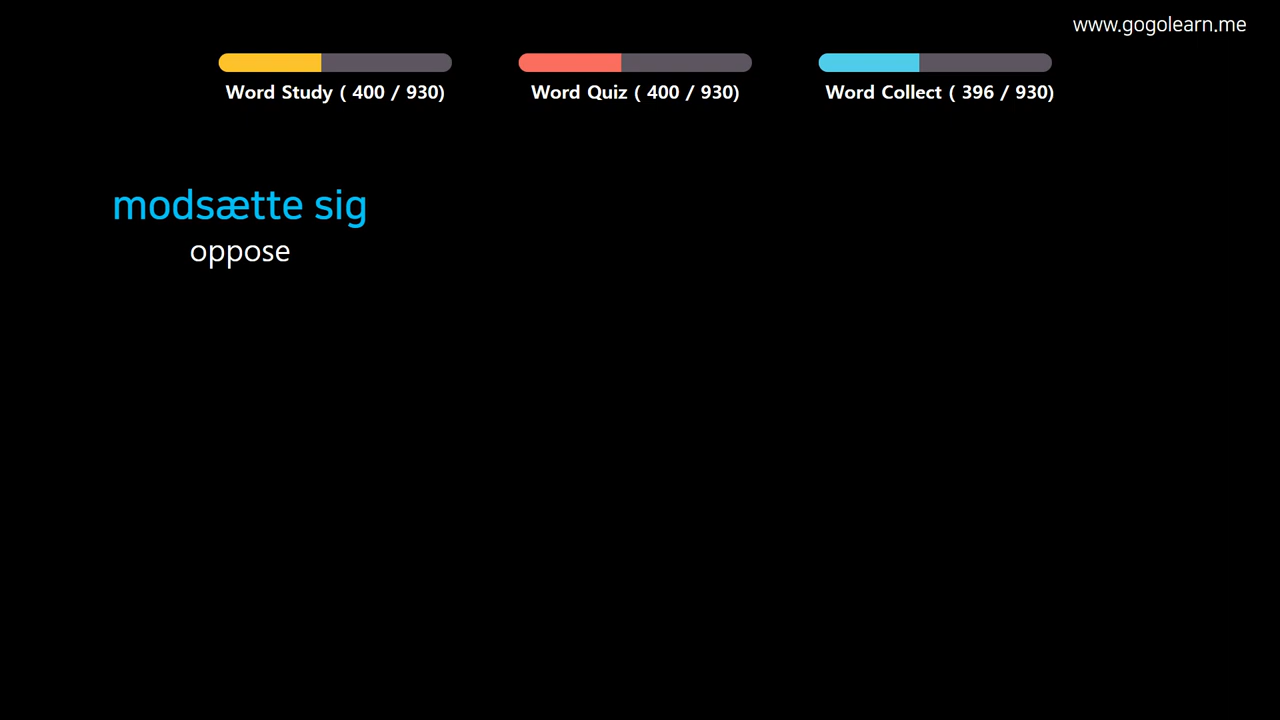 www.gogolearn.me
Word Study ( 400 / 930)
Word Quiz ( 400 / 930)
Word Collect ( 396 / 930)
modsætte sig
oppose